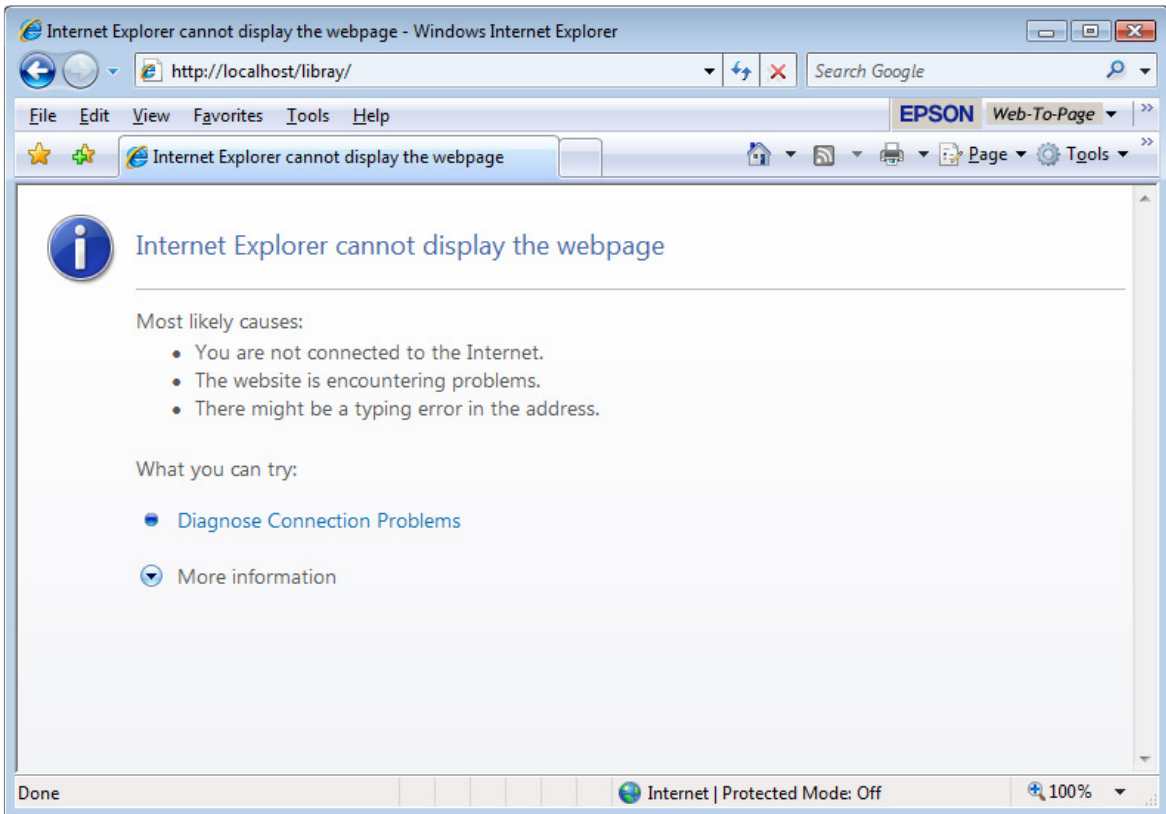 Internet Explorer cannot display the webpage - Windows Internet Explorer
http://localhost/libray/ Search Google
File Edit View Favorites Tools Help EPSON Web-To-Page
Internet Explorer cannot display the webpage Page Tools
Internet Explorer cannot display the webpage
Most likely causes:
• You are not connected to the Internet.
• The website is encountering problems.
• There might be a typing error in the address.
What you can try:
Diagnose Connection Problems
More information
Done Internet | Protected Mode: Off 100%